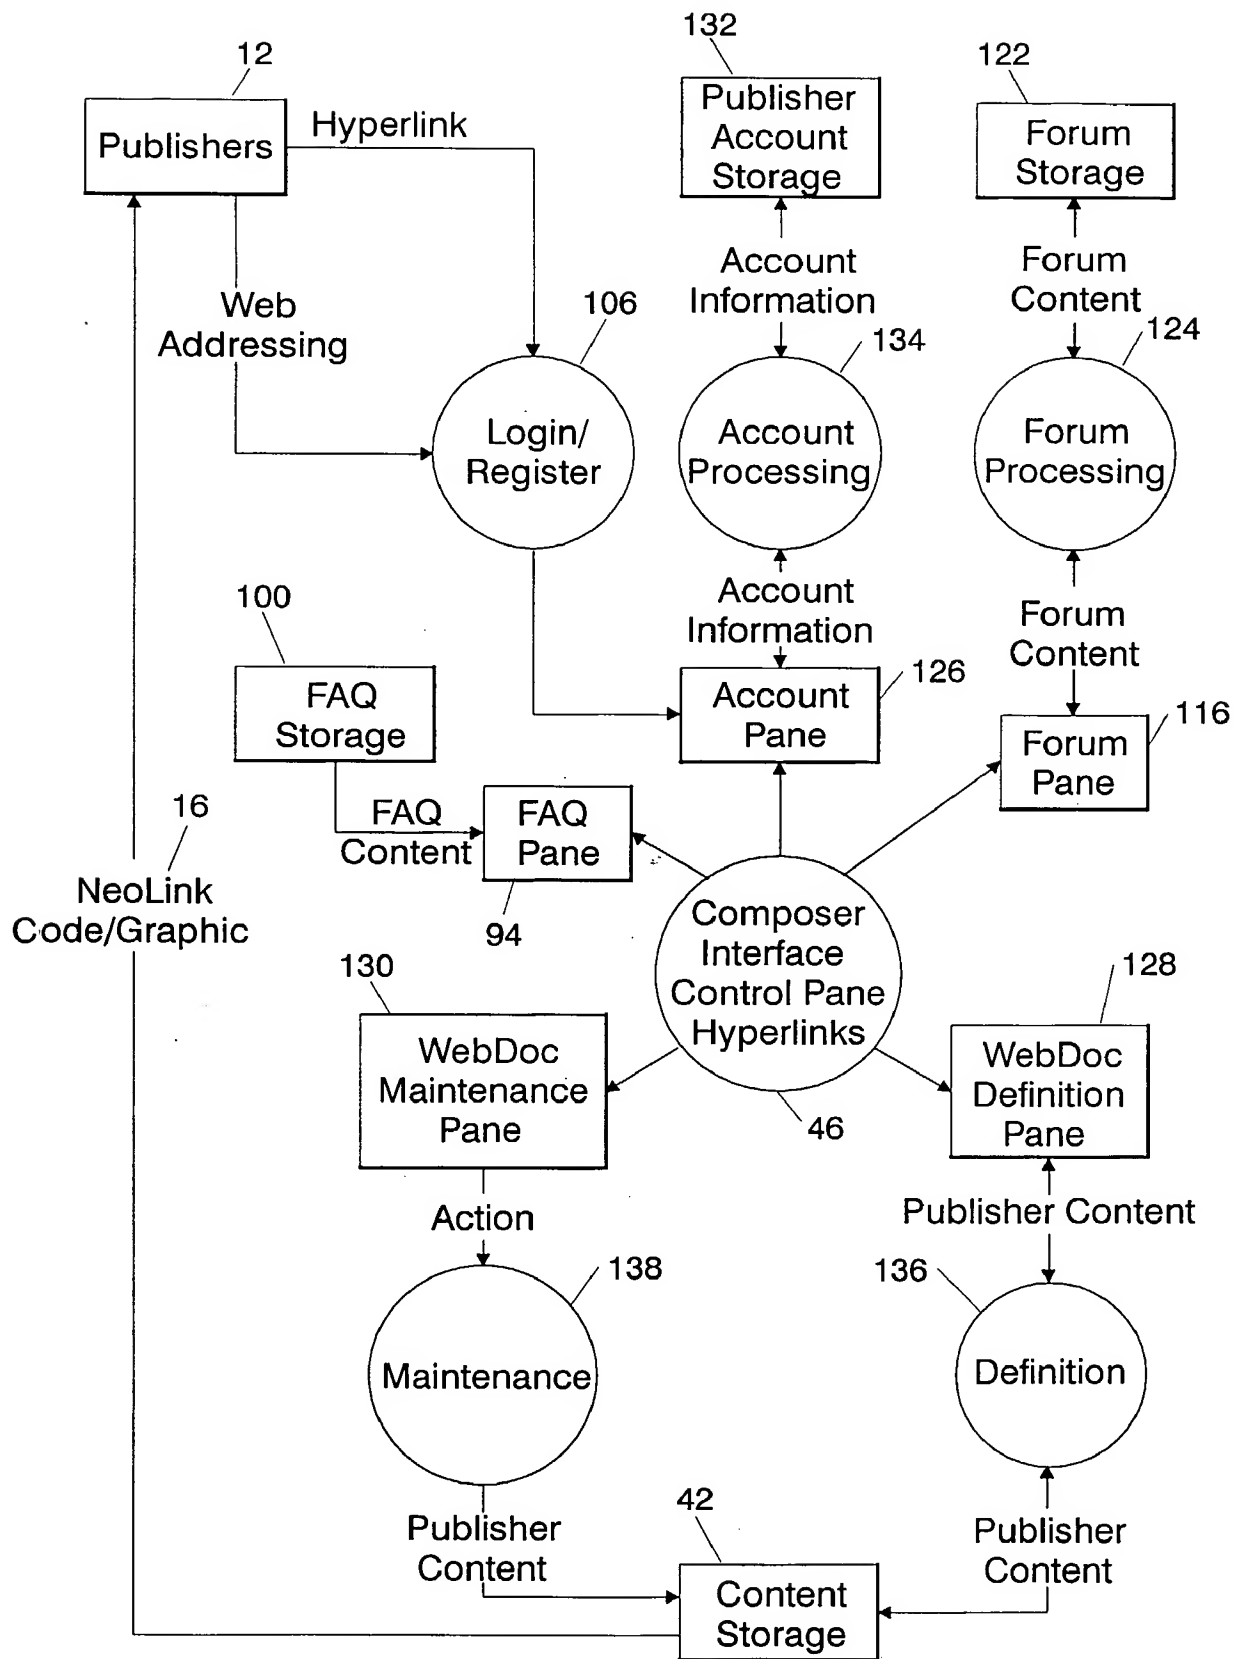 132
12
122
Publishers
Hyperlink
Publisher
Account
Storage
Forum
Storage
Web
Addressing
106
Account
Information
Forum
Content
134
124
Login/
Register
Account
Processing
Forum
Processing
100
Account
Information
Forum
Content
FAQ
Storage
Account
Pane
126
116
Forum
Pane
16
FAQ
Content
FAQ
Pane
94
NeoLink
Code/Graphic
Composer
Interface
Control Pane
Hyperlinks
46
130
128
WebDoc
Maintenance
Pane
WebDoc
Definition
Pane
Action
Publisher Content
138
136
Maintenance
Definition
42
Publisher
Content
Publisher
Content
Content
Storage